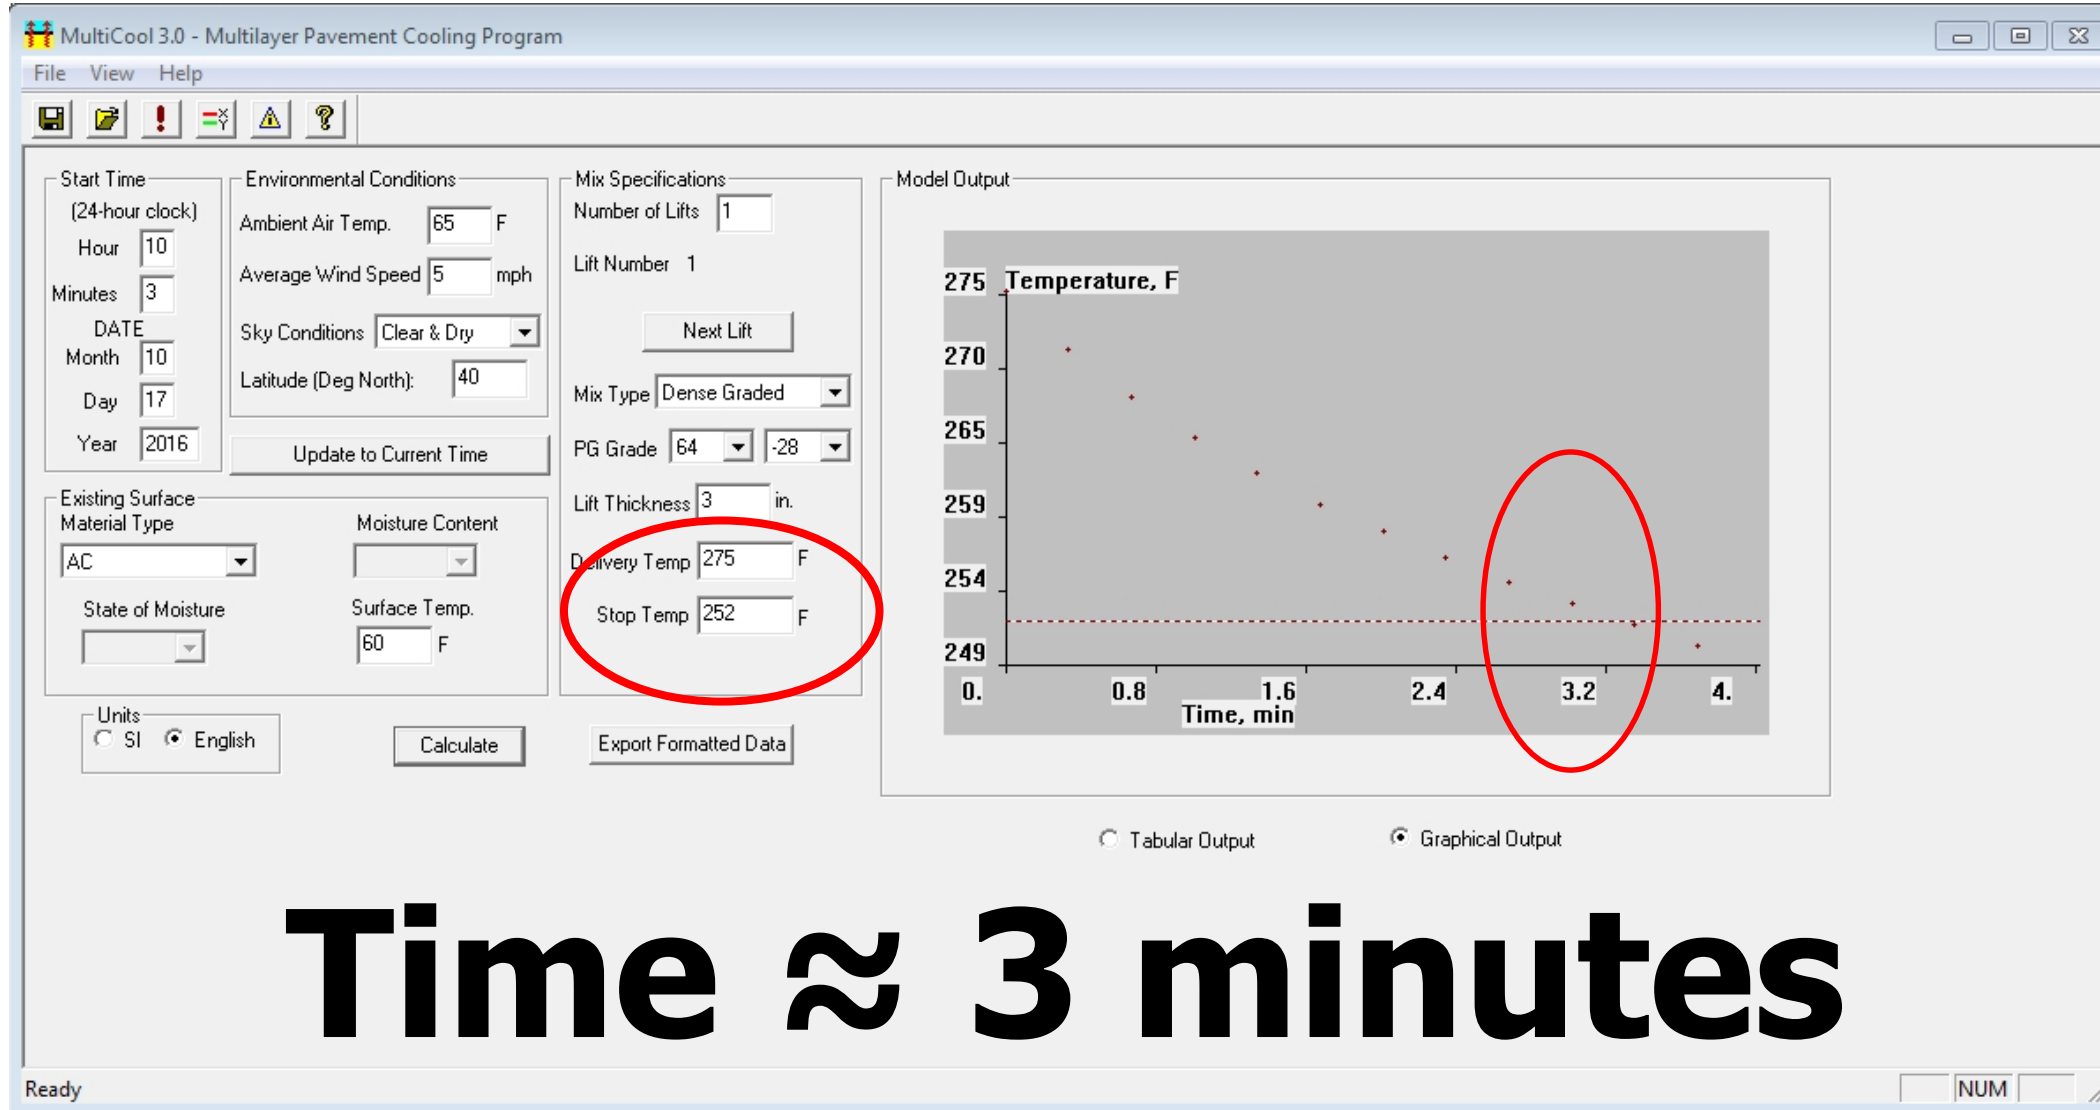 MultiCool 3.0 - Multilayer Pavement Cooling Program
File View Help
Start Time
(24-hour clock)
Hour 10
Minutes 3
DATE
Month 10
Day 17
Year 2016
Environmental Conditions
Ambient Air Temp. 65 F
Average Wind Speed 5 mph
Sky Conditions Clear & Dry
Latitude (Deg North): 40
Update to Current Time
Existing Surface
Material Type Moisture Content
AC
State of Moisture Surface Temp.
60 F
Units
SI English
Calculate
Mix Specifications
Number of Lifts 1
Lift Number 1
Next Lift
Mix Type Dense Graded
PG Grade 64 -28
Lift Thickness 3 in.
Delivery Temp 275 F
Stop Temp 252 F
Export Formatted Data
Model Output
275 Temperature, F
270
265
259
254
249
0. 0.8 1.6 2.4 3.2 4.
Time, min
Tabular Output Graphical Output
Time ≈ 3 minutes
Ready NUM